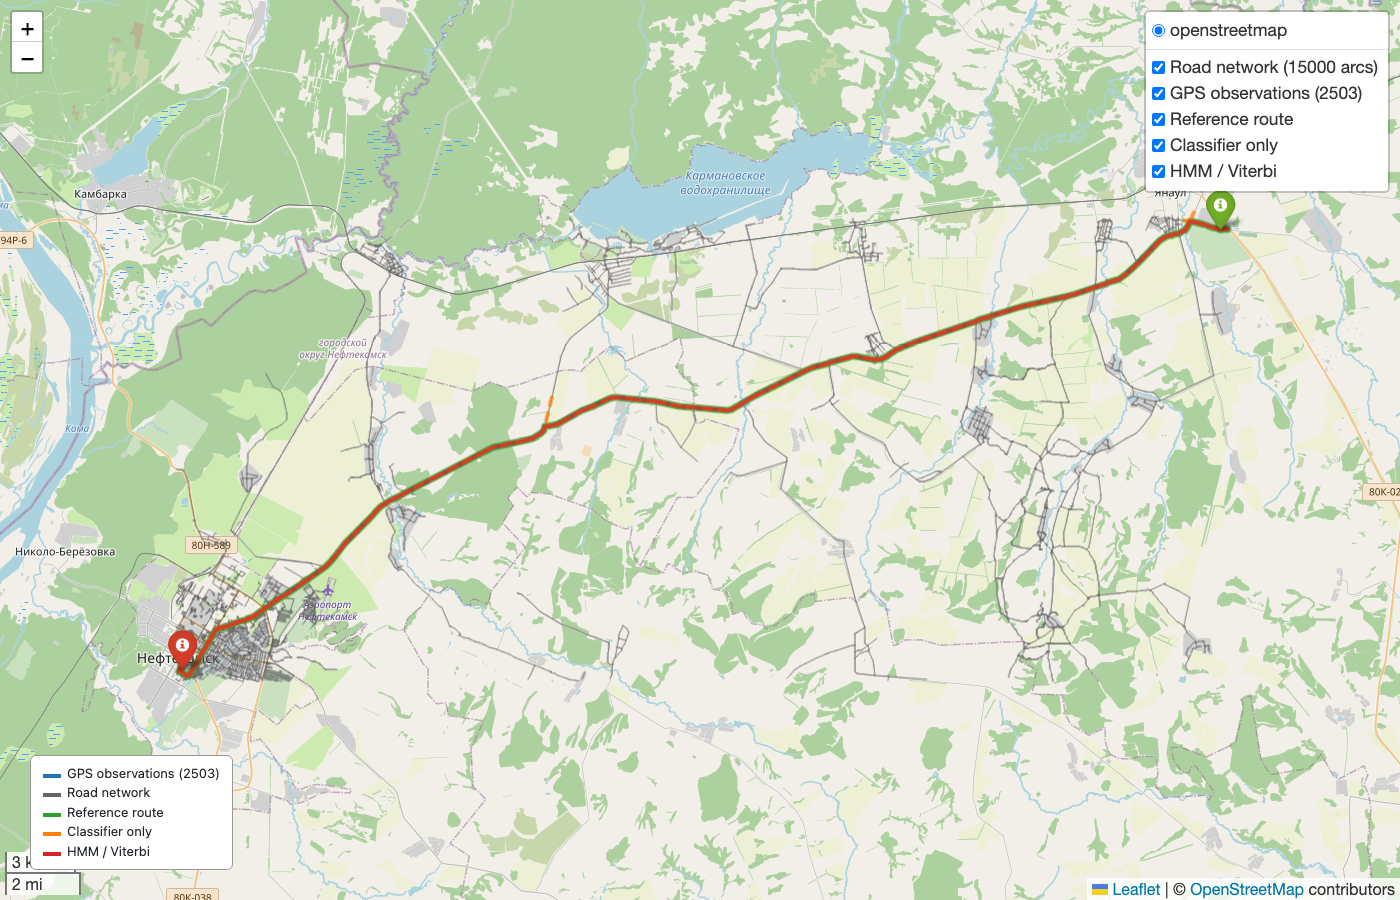 +
−
openstreetmap
Road network (15000 arcs)
GPS observations (2503)
Reference route
Classifier only
HMM / Viterbi
Янаул
Кармановское
водохранилище
Камбарка
94Р-6
городской
округ Нефтекамск
Кама
80К-02
80Н-589
Николо-Берёзовка
Аэропорт
Нефтекамск
GPS observations (2503)
Road network
Reference route
Classifier only
HMM / Viterbi
3
2 mi
80К-038
Leaflet | © OpenStreetMap contributors